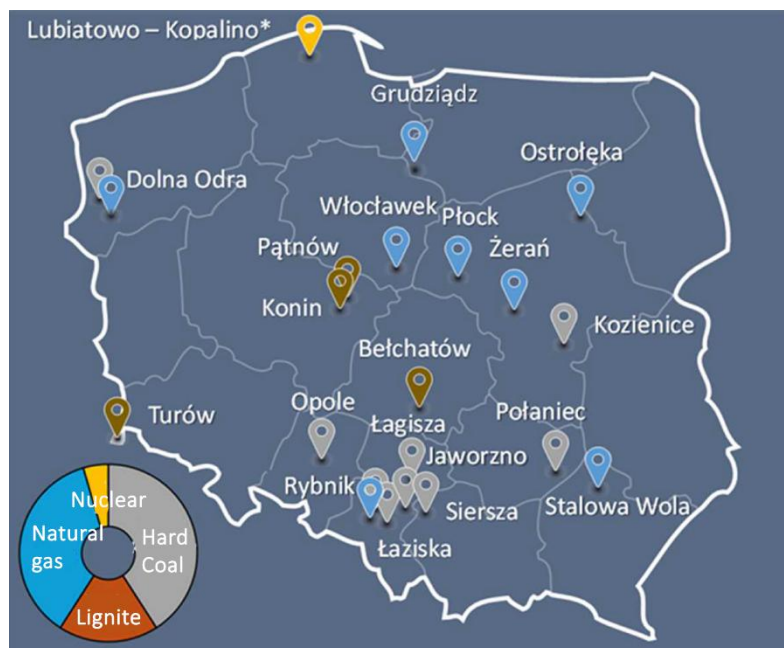 Lubiatowo – Kopalino*
Grudziądz
Ostrołęka
Dolna Odra
Włocławek
Płock
Pątnów
Żerań
Konin
Kozienice
Bełchatów
Turów
Opole
Połaniec
Łagisza
Jaworzno
Rybnik
Siersza
Stalowa Wola
Łaziska
Nuclear
Natural
gas
Hard
Coal
Lignite